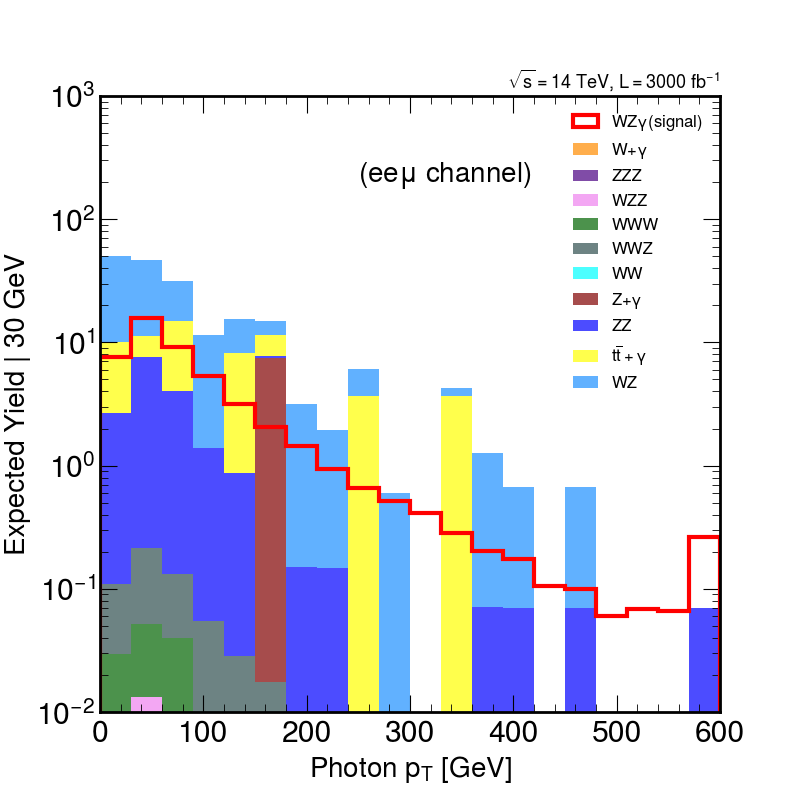 √s = 14 TeV, L = 3000 fb⁻¹
10³
10²
10¹
10⁰
10⁻¹
10⁻²
Expected Yield | 30 GeV
(eeμ channel)
WZγ(signal)
W+γ
ZZZ
WZZ
WWW
WWZ
WW
Z+γ
ZZ
tt̄+γ
WZ
0 100 200 300 400 500 600
Photon p_T [GeV]